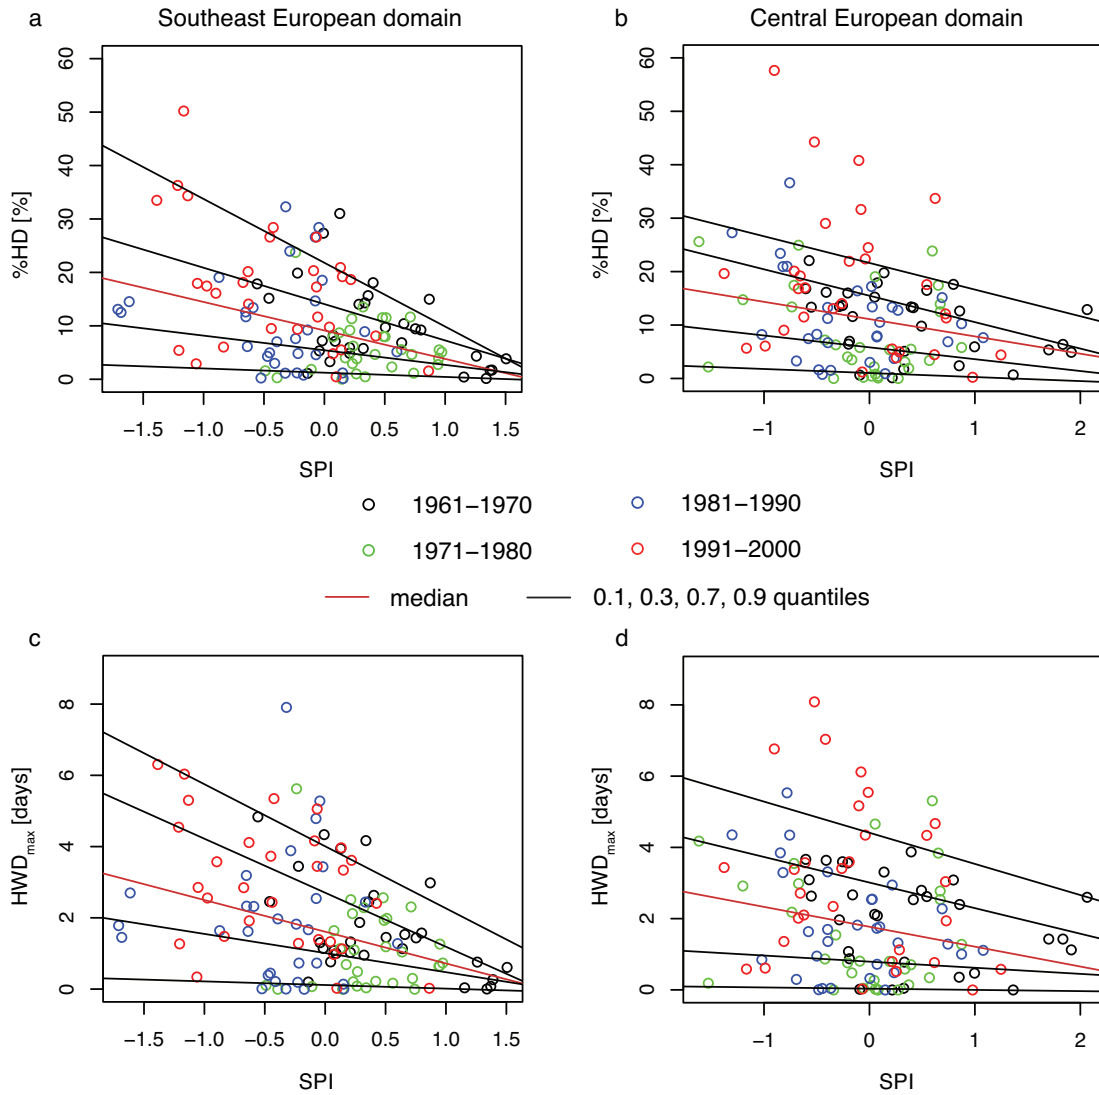 a Southeast European domain
b Central European domain
%HD [%]
0 10 20 30 40 50 60
−1.5 −1.0 −0.5 0.0 0.5 1.0 1.5
SPI
%HD [%]
0 10 20 30 40 50 60
−1 0 1 2
SPI
1961−1970
1981−1990
1971−1980
1991−2000
median
0.1, 0.3, 0.7, 0.9 quantiles
c
HWDmax [days]
0 2 4 6 8
−1.5 −1.0 −0.5 0.0 0.5 1.0 1.5
SPI
d
HWDmax [days]
0 2 4 6 8
−1 0 1 2
SPI